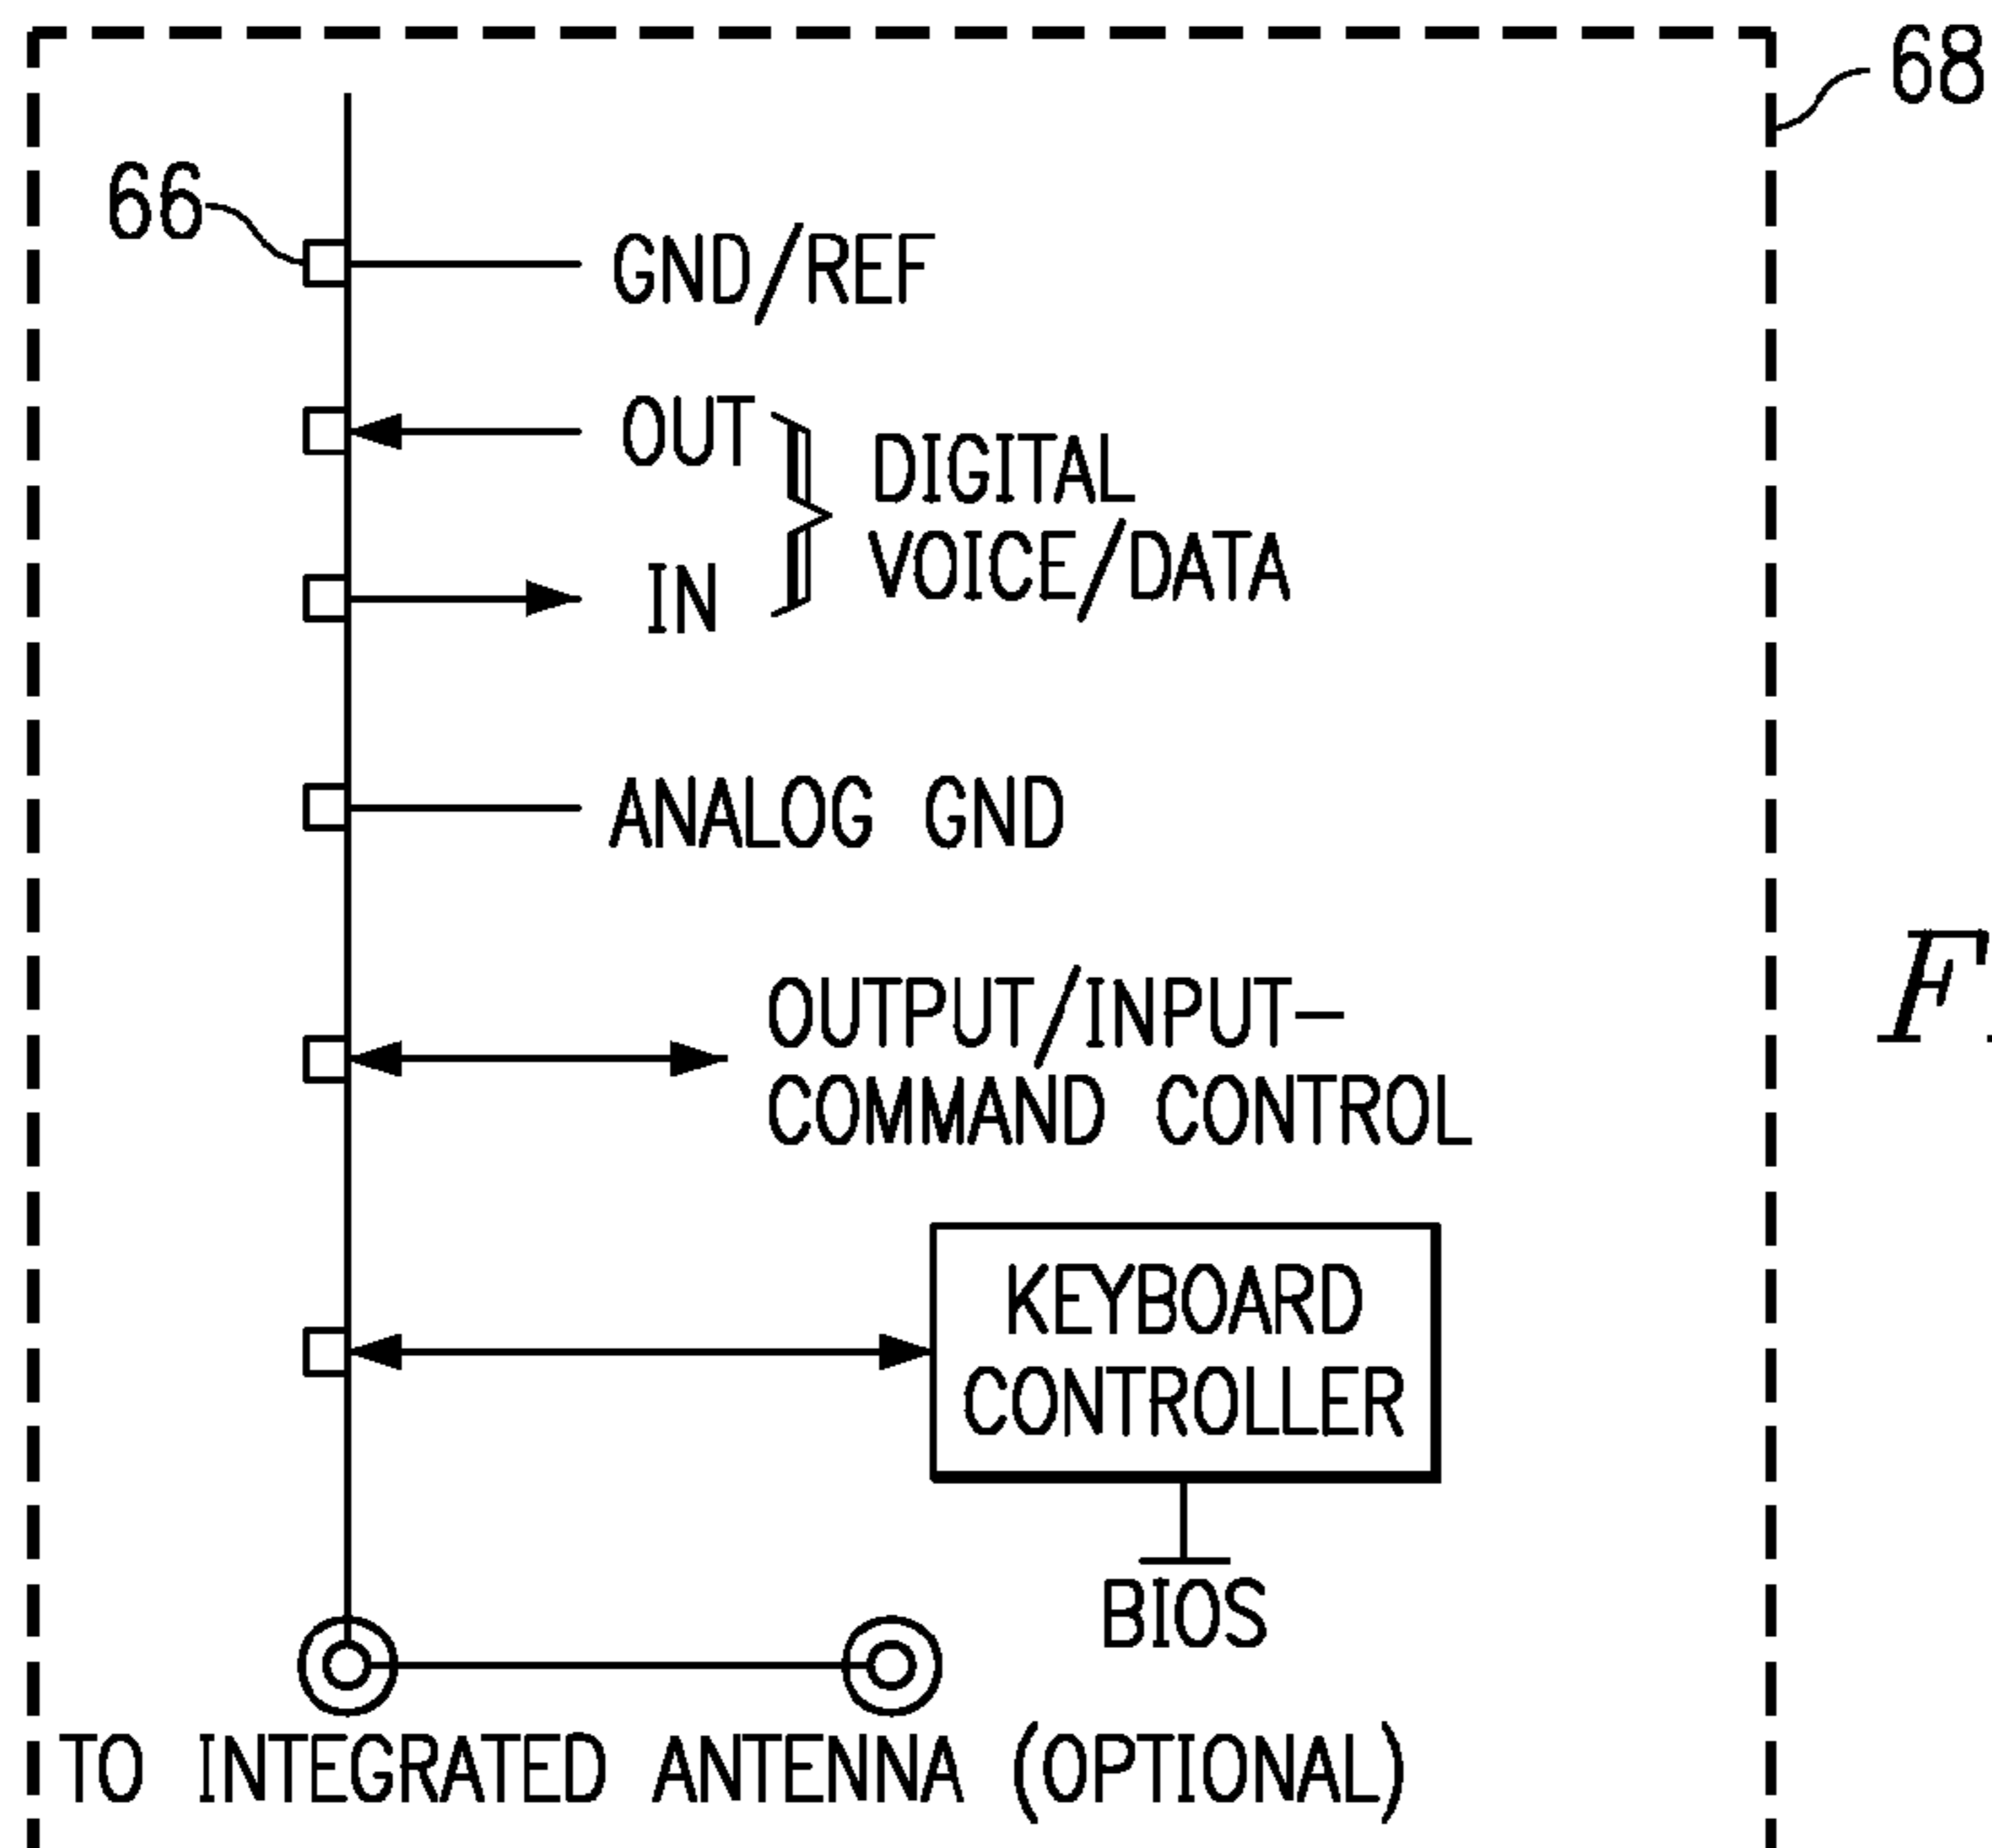 68
66
GND/REF
OUT
DIGITAL
VOICE/DATA
IN
ANALOG GND
OUTPUT/INPUT-
COMMAND CONTROL
KEYBOARD
CONTROLLER
BIOS
TO INTEGRATED ANTENNA (OPTIONAL)